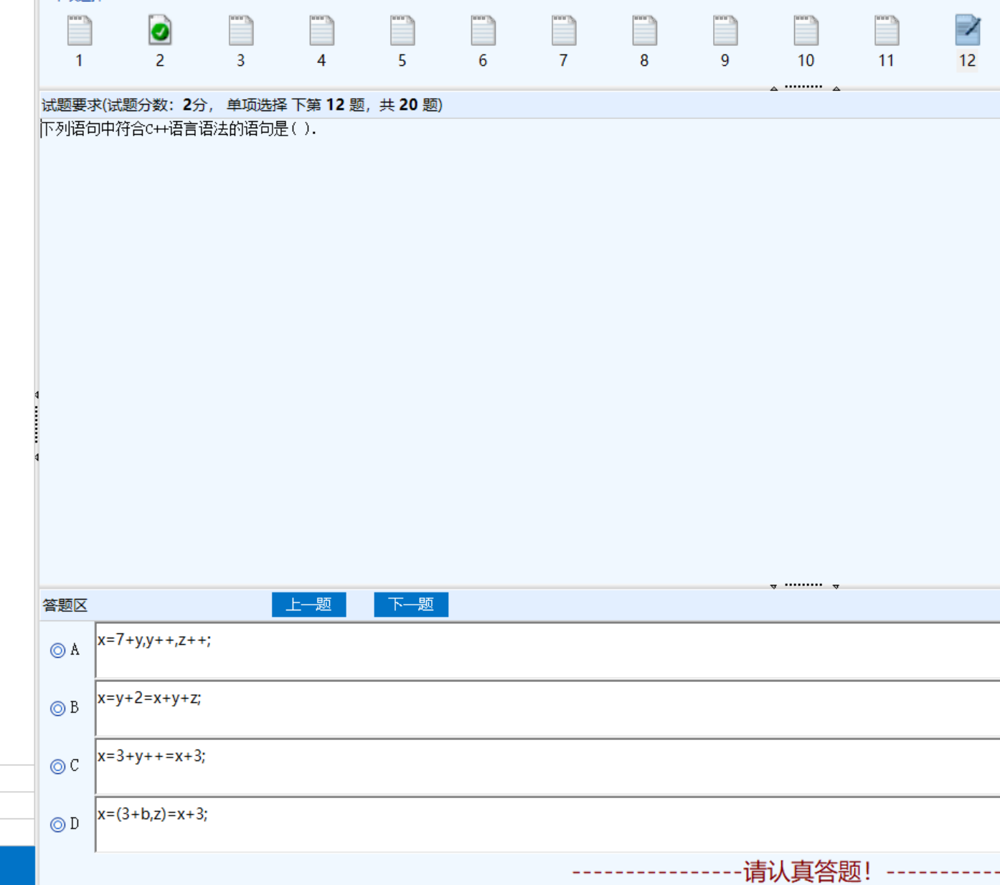 1 2 3 4 5 6 7 8 9 10 11 12
试题要求(试题分数：2分， 单项选择 下第 12 题，共 20 题)
下列语句中符合C++语言语法的语句是( ).
答题区 上一题 下一题
A x=7+y,y++,z++;
B x=y+2=x+y+z;
C x=3+y++=x+3;
D x=(3+b,z)=x+3;
----------------请认真答题！-----------